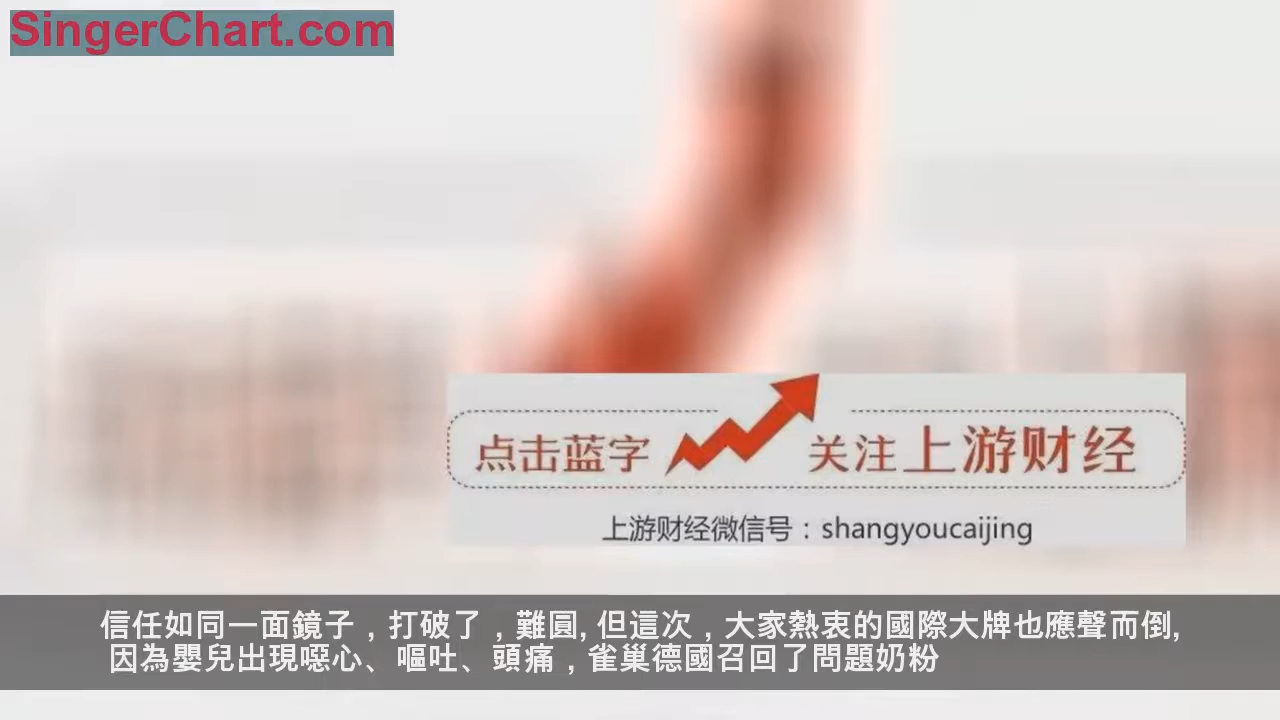 SingerChart.com
点击蓝字 关注上游财经
上游财经微信号：shangyoucaijing
信任如同一面鏡子，打破了，難圓, 但這次，大家熱衷的國際大牌也應聲而倒,
因為嬰兒出現噁心、嘔吐、頭痛，雀巢德國召回了問題奶粉